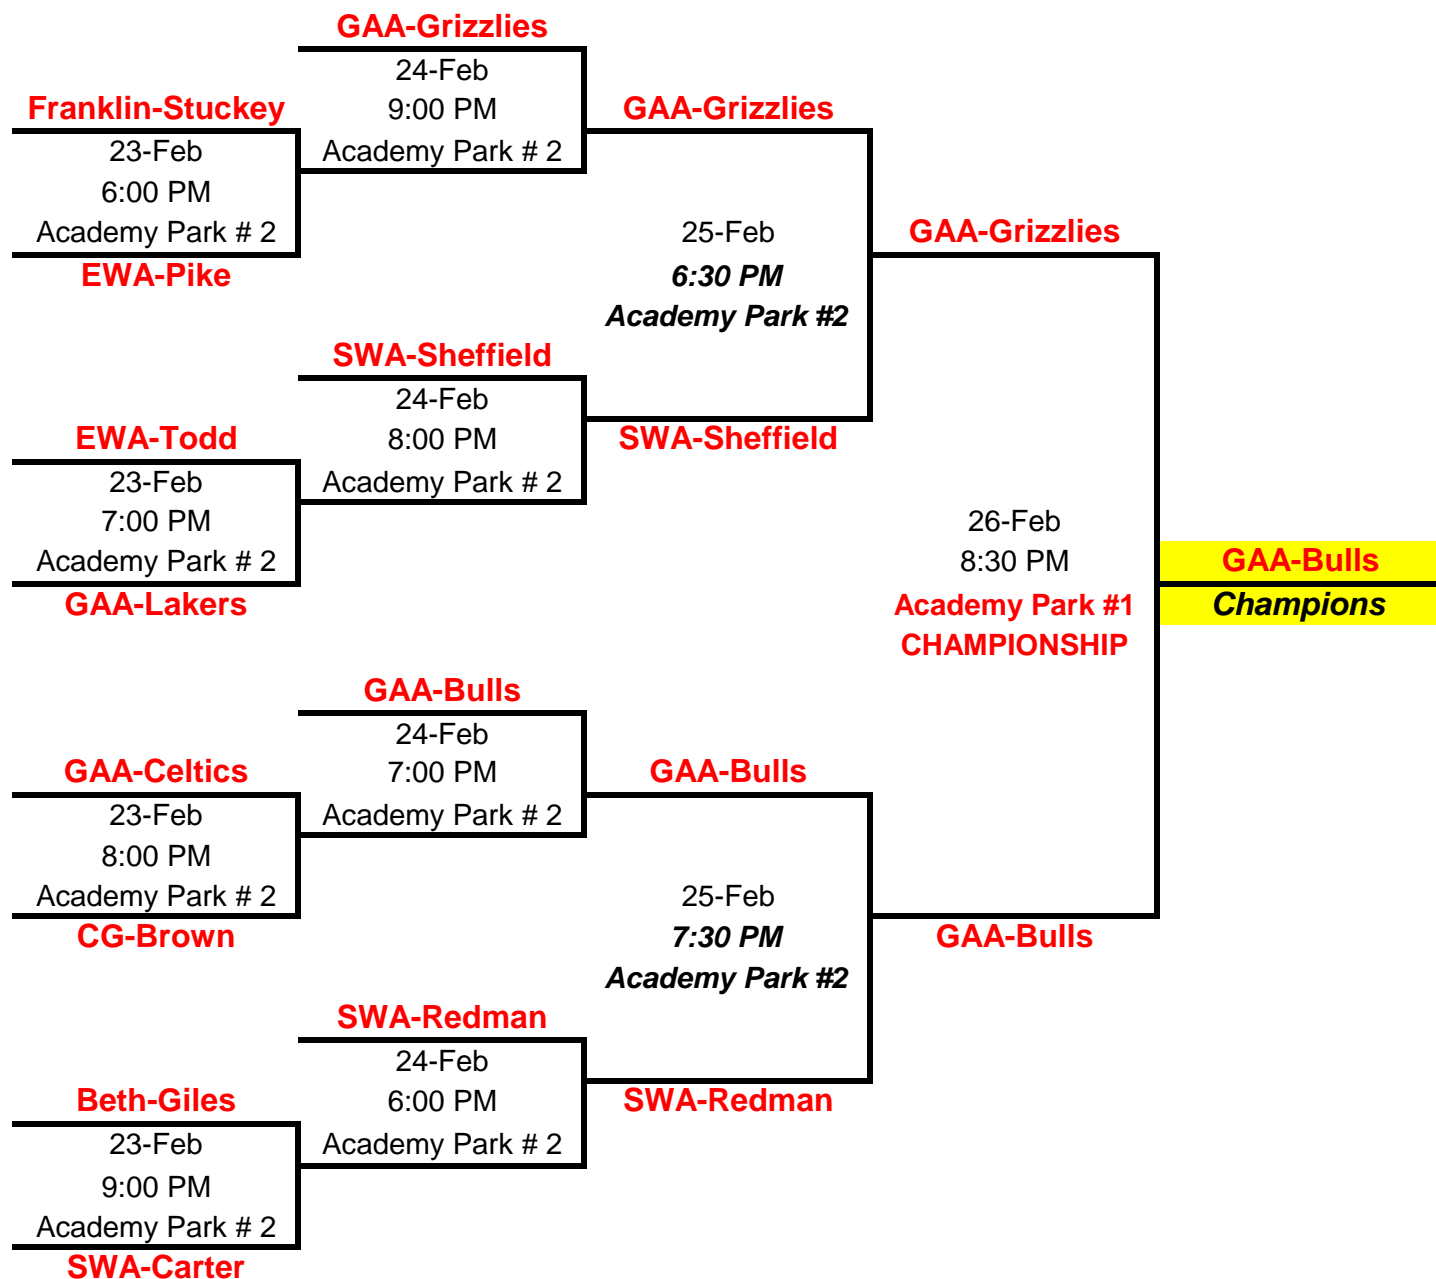 GAA-Grizzlies
24-Feb
9:00 PM
Academy Park # 2
Franklin-Stuckey
23-Feb
6:00 PM
Academy Park # 2
EWA-Pike
GAA-Grizzlies
25-Feb
6:30 PM
Academy Park #2
GAA-Grizzlies
SWA-Sheffield
24-Feb
8:00 PM
Academy Park # 2
EWA-Todd
23-Feb
7:00 PM
Academy Park # 2
GAA-Lakers
SWA-Sheffield
26-Feb
8:30 PM
Academy Park #1
CHAMPIONSHIP
GAA-Bulls
Champions
GAA-Bulls
24-Feb
7:00 PM
Academy Park # 2
GAA-Celtics
23-Feb
8:00 PM
Academy Park # 2
CG-Brown
GAA-Bulls
25-Feb
7:30 PM
Academy Park #2
GAA-Bulls
SWA-Redman
24-Feb
6:00 PM
Academy Park # 2
SWA-Redman
Beth-Giles
23-Feb
9:00 PM
Academy Park # 2
SWA-Carter